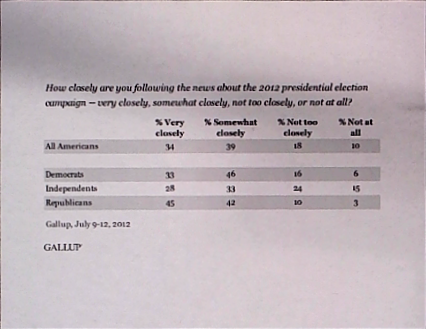 How closely are you following the news about the 2012 presidential election
campaign — very closely, somewhat closely, not too closely, or not at all?
% Very closely % Somewhat closely % Not too closely % Not at all
All Americans 34 39 18 10
Democrats 33 46 16 6
Independents 28 33 24 15
Republicans 45 42 10 3
Gallup, July 9-12, 2012
GALLUP